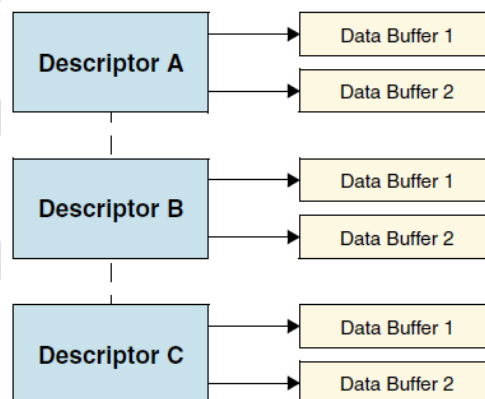 Descriptor A
Data Buffer 1
Data Buffer 2
Descriptor B
Data Buffer 1
Data Buffer 2
Descriptor C
Data Buffer 1
Data Buffer 2